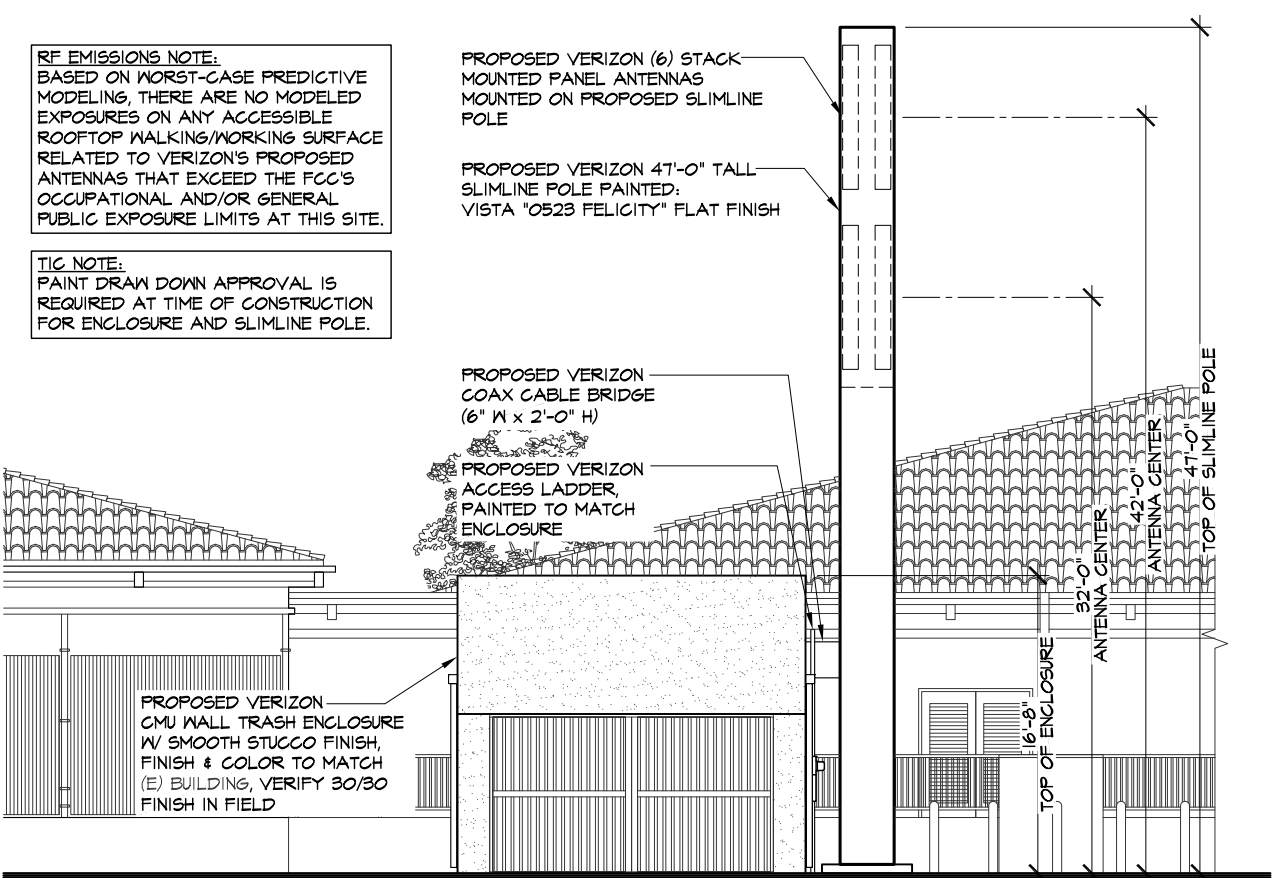 RF EMISSIONS NOTE:
BASED ON WORST-CASE PREDICTIVE
MODELING, THERE ARE NO MODELED
EXPOSURES ON ANY ACCESSIBLE
ROOFTOP WALKING/WORKING SURFACE
RELATED TO VERIZON'S PROPOSED
ANTENNAS THAT EXCEED THE FCC'S
OCCUPATIONAL AND/OR GENERAL
PUBLIC EXPOSURE LIMITS AT THIS SITE.
TIC NOTE:
PAINT DRAW DOWN APPROVAL IS
REQUIRED AT TIME OF CONSTRUCTION
FOR ENCLOSURE AND SLIMLINE POLE.
PROPOSED VERIZON (6) STACK
MOUNTED PANEL ANTENNAS
MOUNTED ON PROPOSED SLIMLINE
POLE
PROPOSED VERIZON 47'-0" TALL
SLIMLINE POLE PAINTED:
VISTA "0523 FELICITY" FLAT FINISH
PROPOSED VERIZON
COAX CABLE BRIDGE
(6" W x 2'-0" H)
PROPOSED VERIZON
ACCESS LADDER,
PAINTED TO MATCH
ENCLOSURE
PROPOSED VERIZON
CMU WALL TRASH ENCLOSURE
W/ SMOOTH STUCCO FINISH,
FINISH & COLOR TO MATCH
(E) BUILDING, VERIFY 30/30
FINISH IN FIELD
16'-8"
TOP OF ENCLOSURE
32'-0"
ANTENNA CENTER
42'-0"
ANTENNA CENTER
47'-0"
TOP OF SLIMLINE POLE